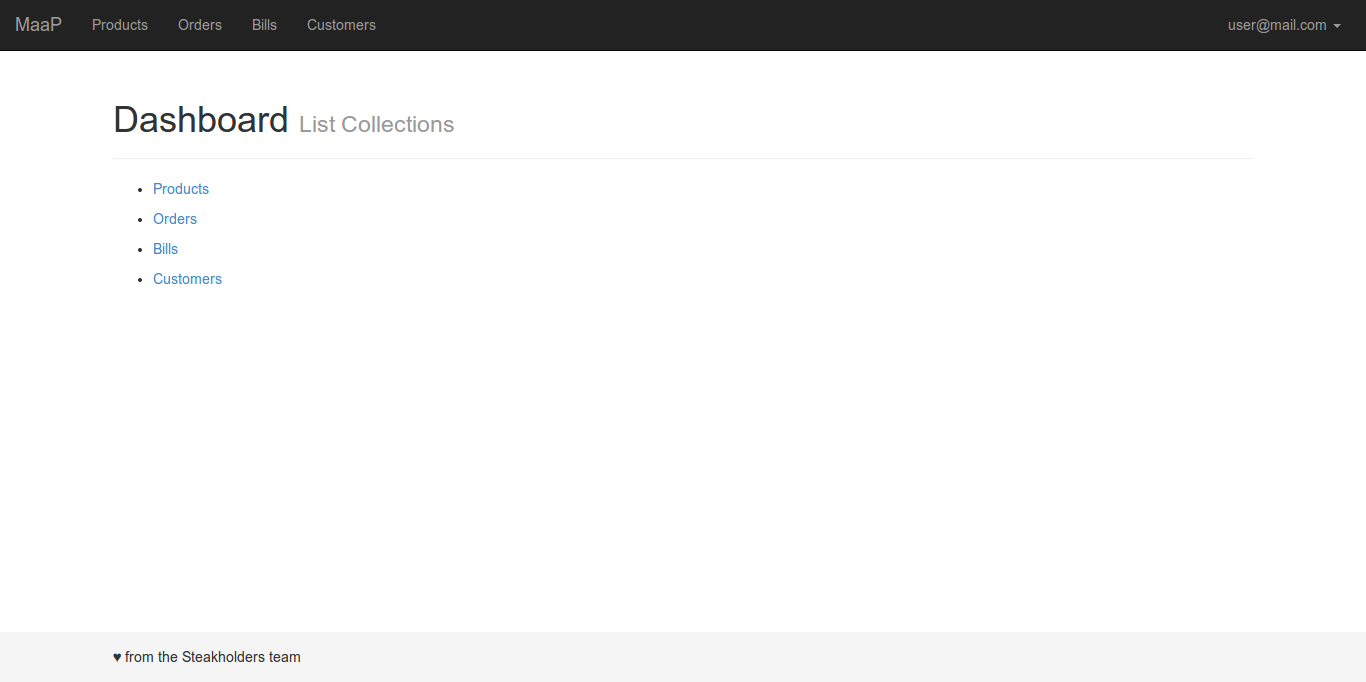 MaaP Products Orders Bills Customers user@mail.com
Dashboard List Collections
Products
Orders
Bills
Customers
♥ from the Steakholders team